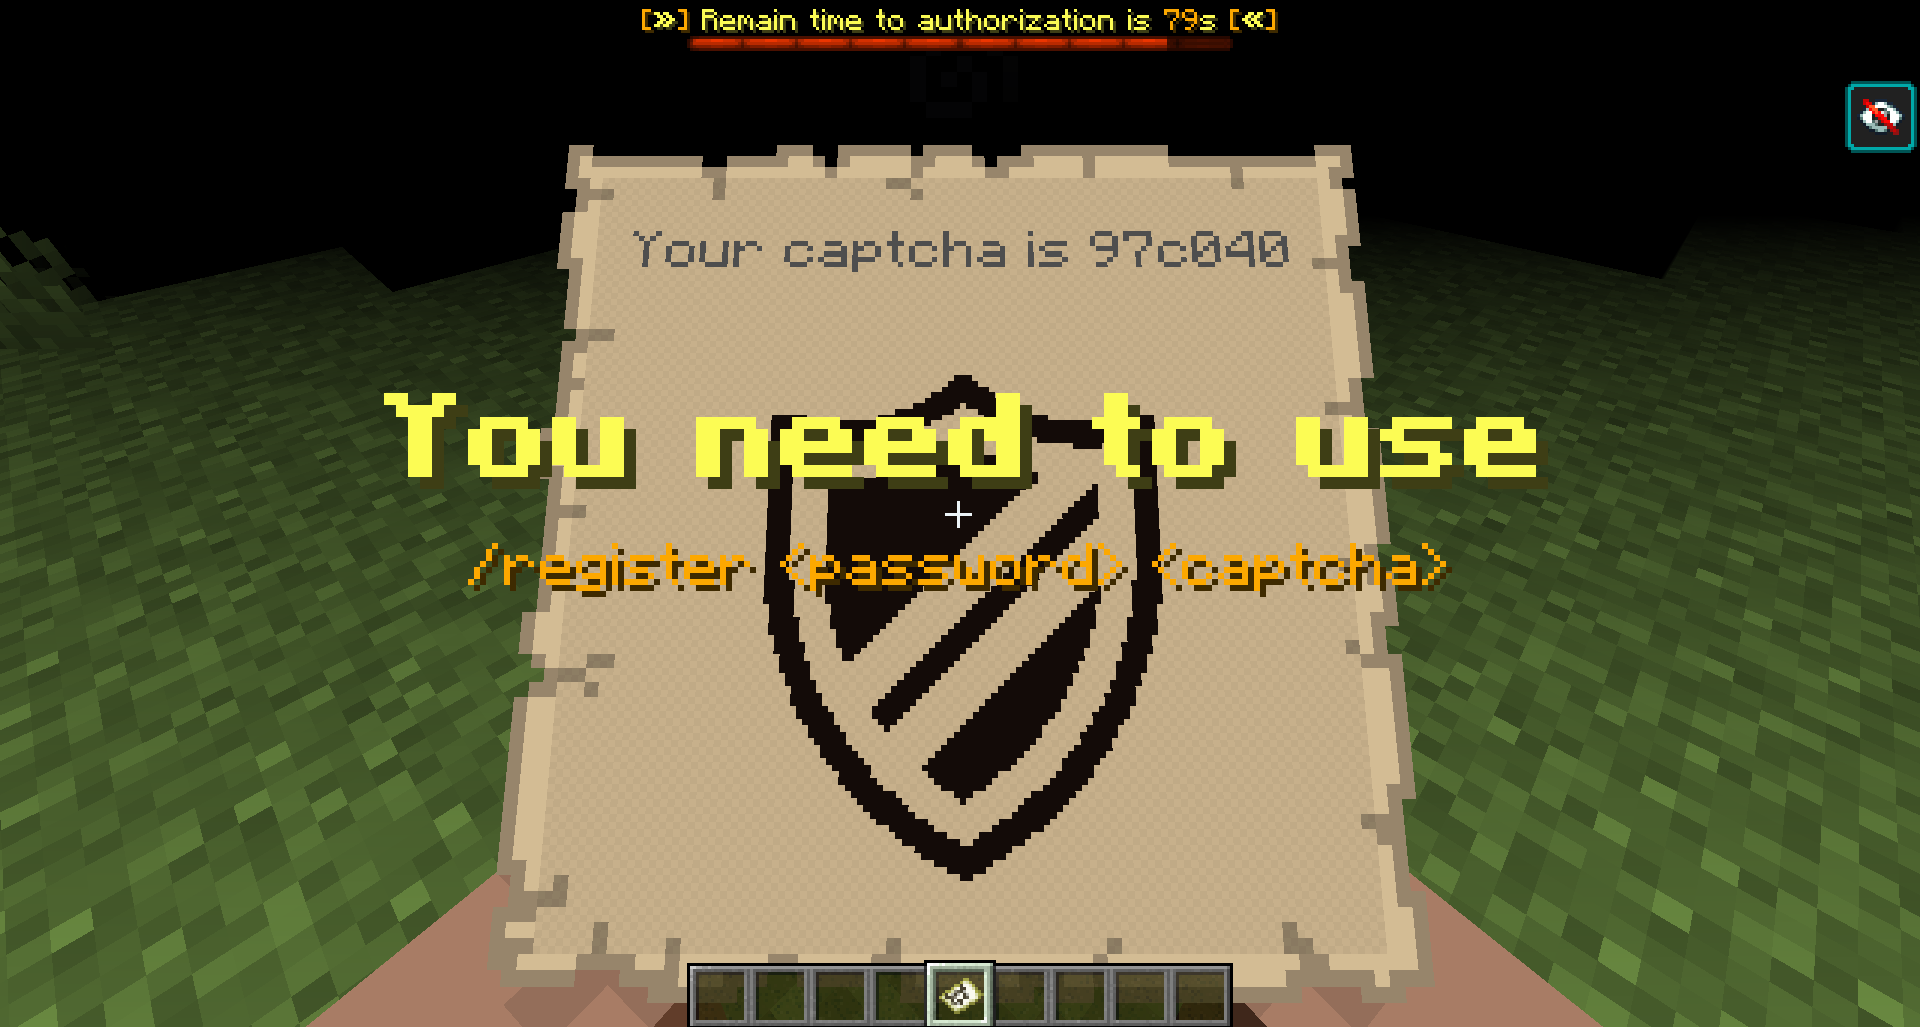 [»] Remain time to authorization is 79s [«]
Your captcha is 97c040
You need to use
/register <password> <captcha>